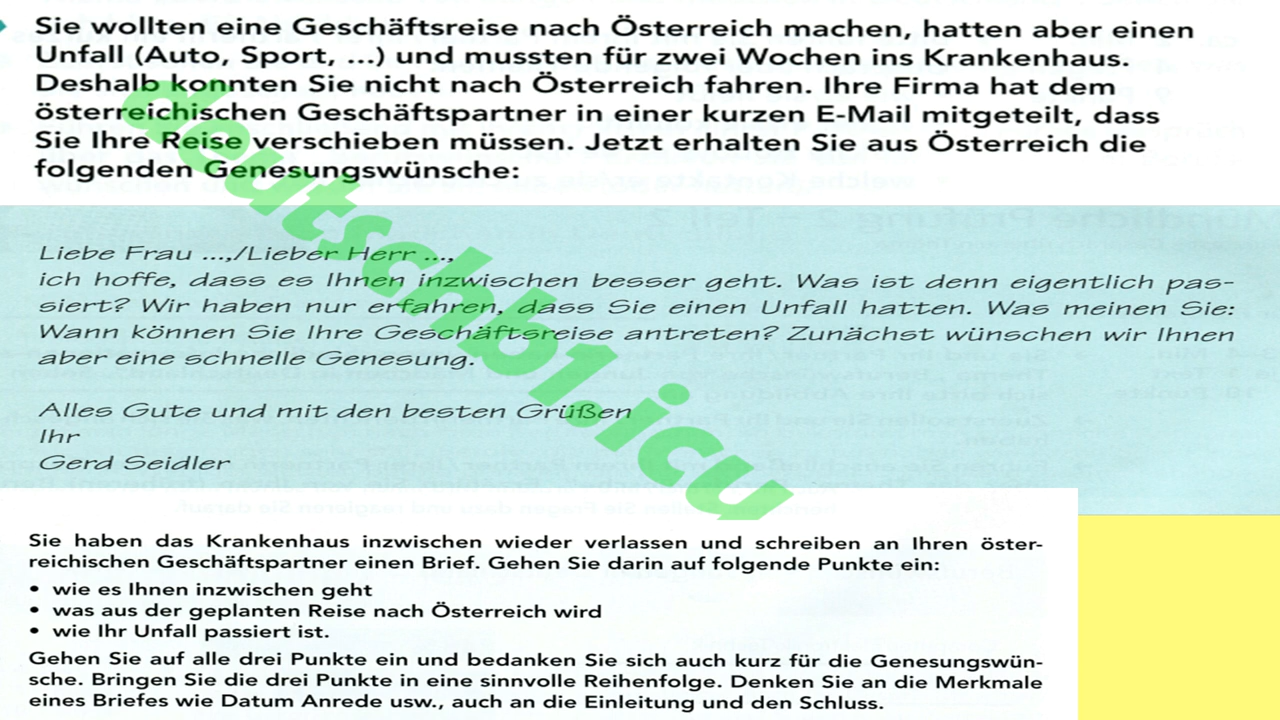 Sie wollten eine Geschäftsreise nach Österreich machen, hatten aber einen
Unfall (Auto, Sport, ...) und mussten für zwei Wochen ins Krankenhaus.
Deshalb konnten Sie nicht nach Österreich fahren. Ihre Firma hat dem
österreichischen Geschäftspartner in einer kurzen E-Mail mitgeteilt, dass
Sie Ihre Reise verschieben müssen. Jetzt erhalten Sie aus Österreich die
folgenden Genesungswünsche:
Liebe Frau ...,/Lieber Herr ...,
ich hoffe, dass es Ihnen inzwischen besser geht. Was ist denn eigentlich pas-
siert? Wir haben nur erfahren, dass Sie einen Unfall hatten. Was meinen Sie:
Wann können Sie Ihre Geschäftsreise antreten? Zunächst wünschen wir Ihnen
aber eine schnelle Genesung.
Alles Gute und mit den besten Grüßen
Ihr
Gerd Seidler
deutschbl.icu
Sie haben das Krankenhaus inzwischen wieder verlassen und schreiben an Ihren öster-
reichischen Geschäftspartner einen Brief. Gehen Sie darin auf folgende Punkte ein:
• wie es Ihnen inzwischen geht
• was aus der geplanten Reise nach Österreich wird
• wie Ihr Unfall passiert ist.
Gehen Sie auf alle drei Punkte ein und bedanken Sie sich auch kurz für die Genesungswün-
sche. Bringen Sie die drei Punkte in eine sinnvolle Reihenfolge. Denken Sie an die Merkmale
eines Briefes wie Datum Anrede usw., auch an die Einleitung und den Schluss.